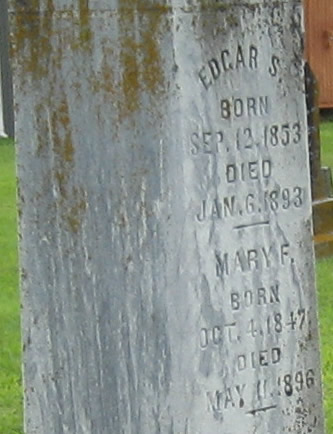 EDGAR S.
BORN
SEP. 12. 1853
DIED
JAN. 6. 1893
MARY F.
BORN
OCT. 4. 1847
DIED
MAY 11. 1896